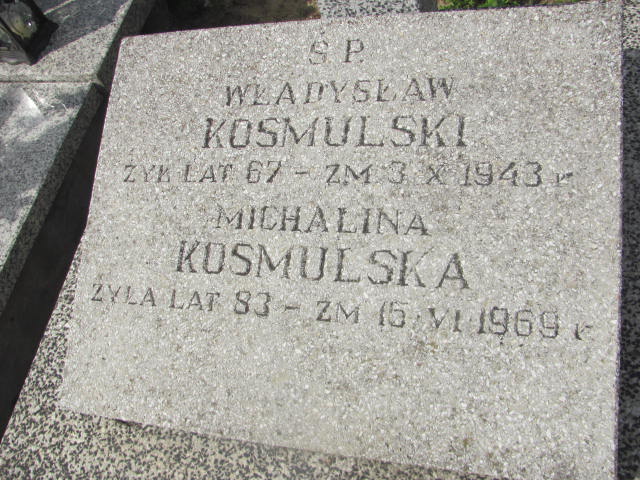 Ś.P.
WŁADYSŁAW
KOSMULSKI
ŻYŁ LAT 67 - ZM 3 X 1943 r
MICHALINA
KOSMULSKA
ŻYŁA LAT 83 - ZM 15 VI 1969 r